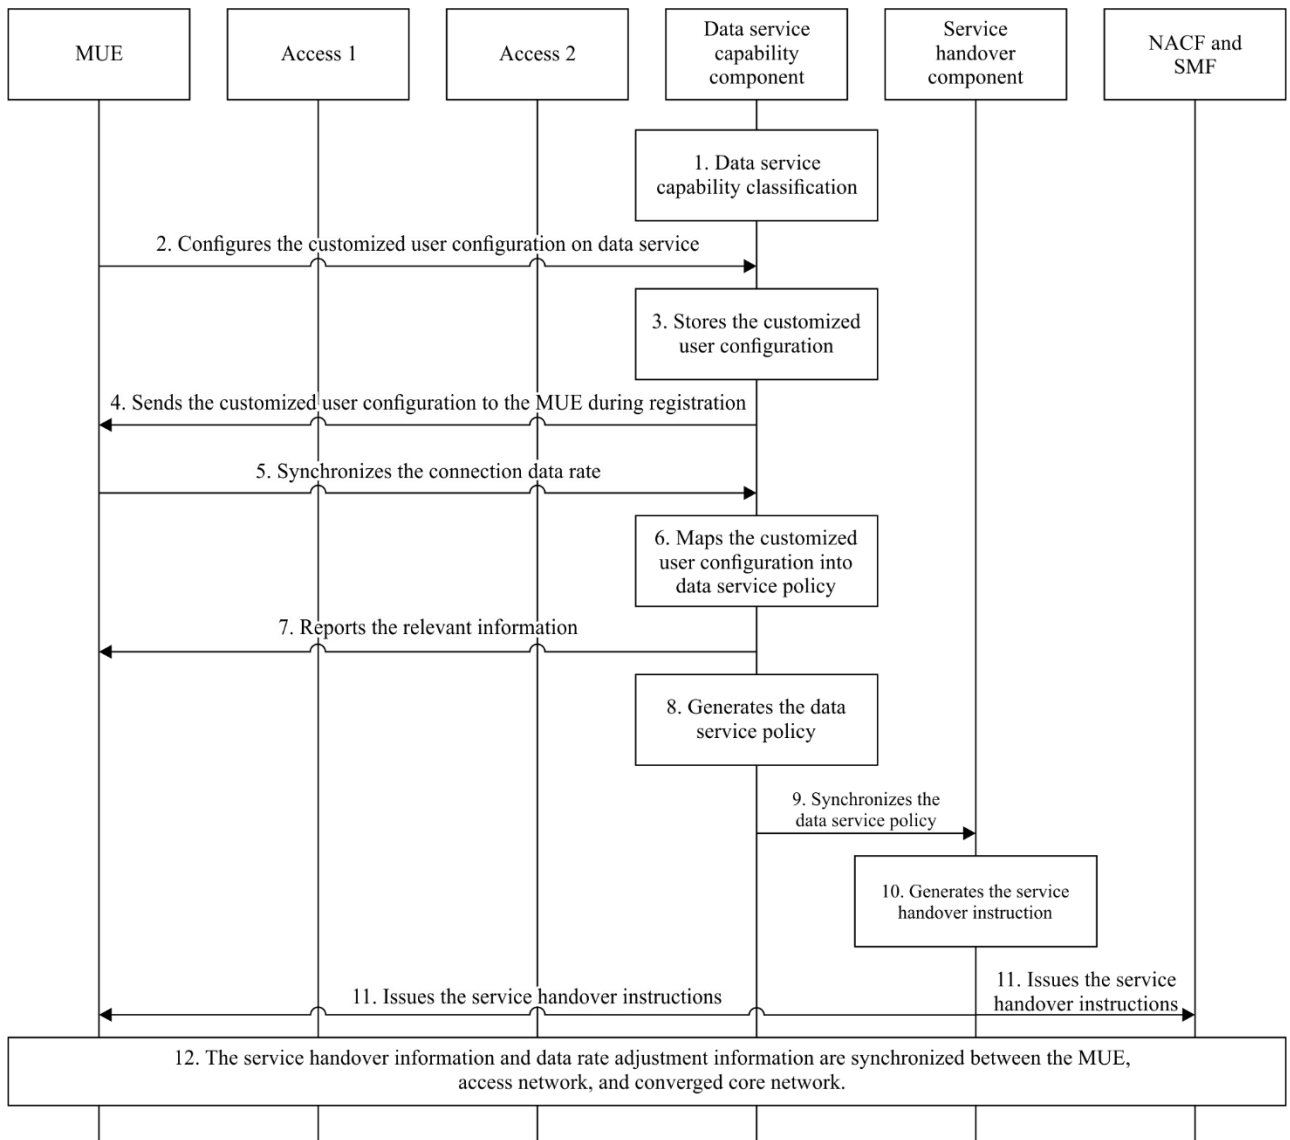 MUE
Access 1
Access 2
Data service
capability
component
Service
handover
component
NACF and
SMF
1. Data service
capability classification
2. Configures the customized user configuration on data service
3. Stores the customized
user configuration
4. Sends the customized user configuration to the MUE during registration
5. Synchronizes the connection data rate
6. Maps the customized
user configuration into
data service policy
7. Reports the relevant information
8. Generates the data
service policy
9. Synchronizes the
data service policy
10. Generates the service
handover instruction
11. Issues the service handover instructions
11. Issues the service
handover instructions
12. The service handover information and data rate adjustment information are synchronized between the MUE,
access network, and converged core network.